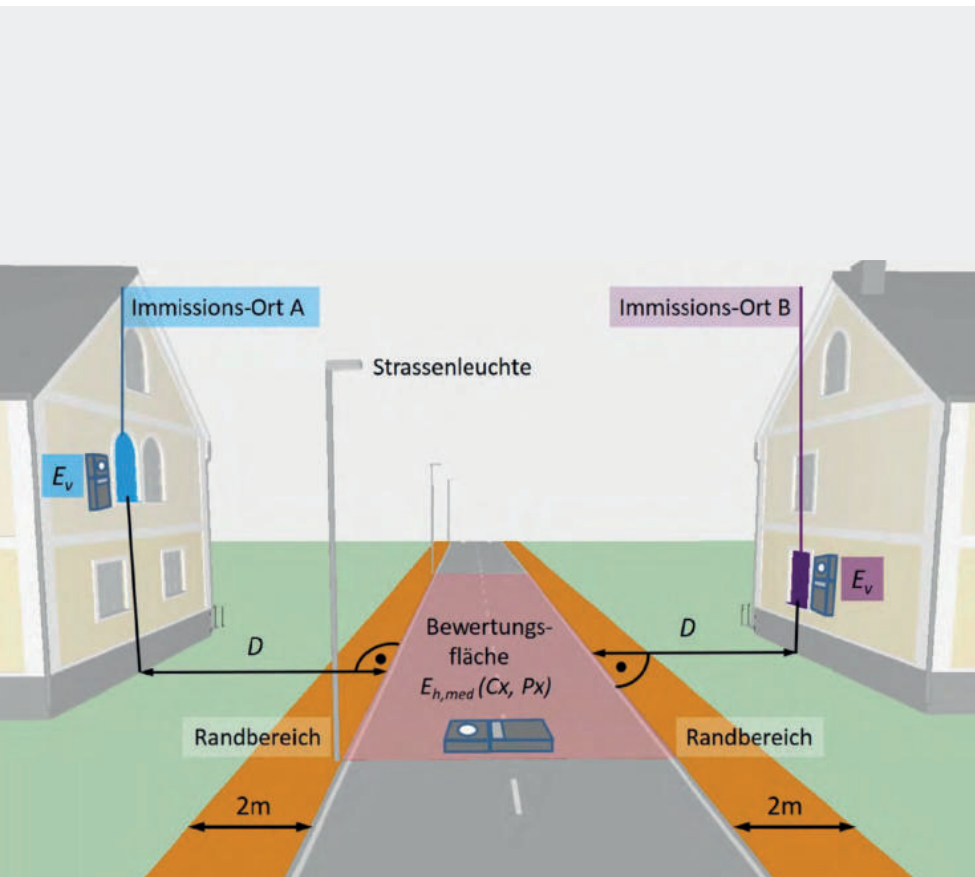 Immissions-Ort A
Immissions-Ort B
Strassenleuchte
Ev
Ev
D
D
Bewertungs-
fläche
Eh,med (Cx, Px)
Randbereich
Randbereich
2m
2m